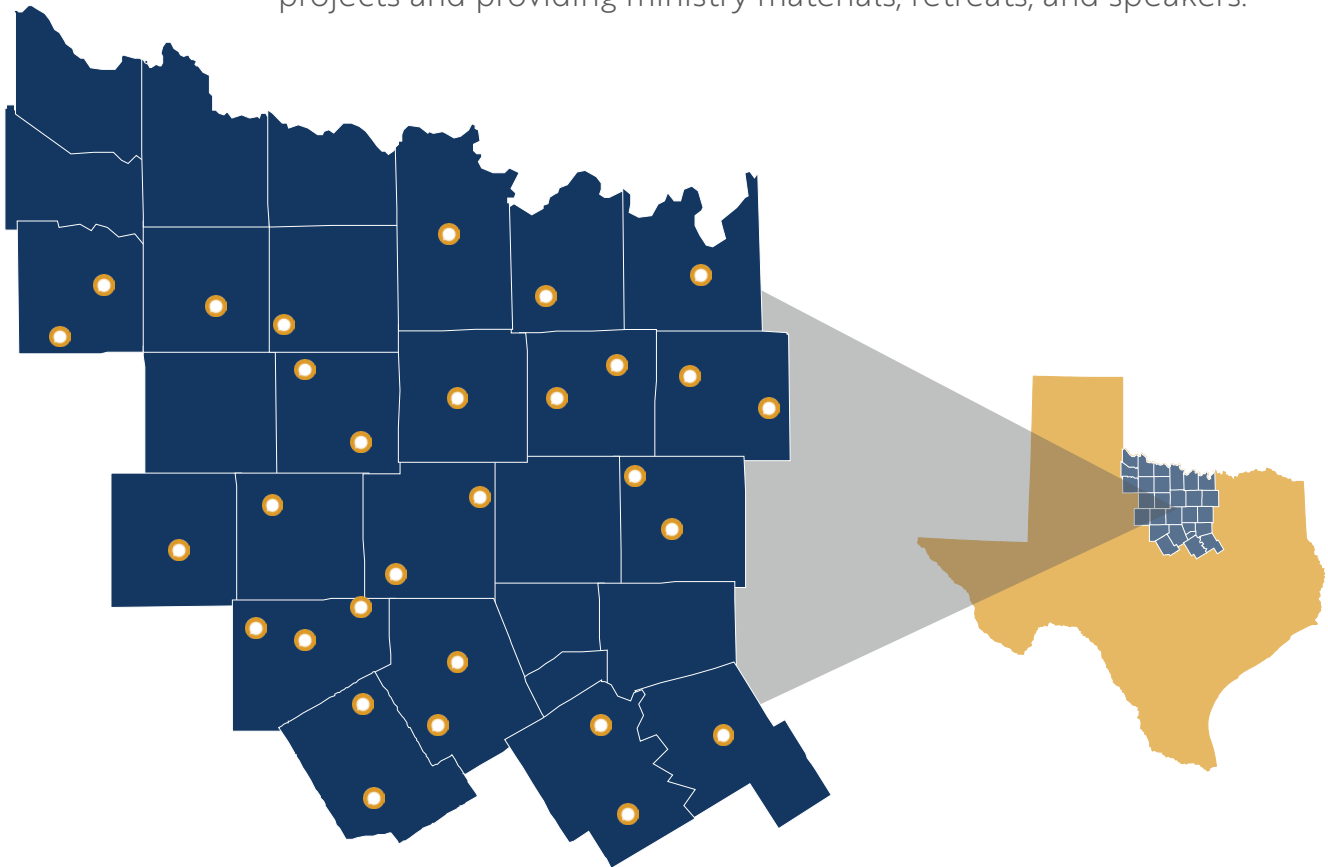 projects and providing ministry materials, retreats, and speakers.